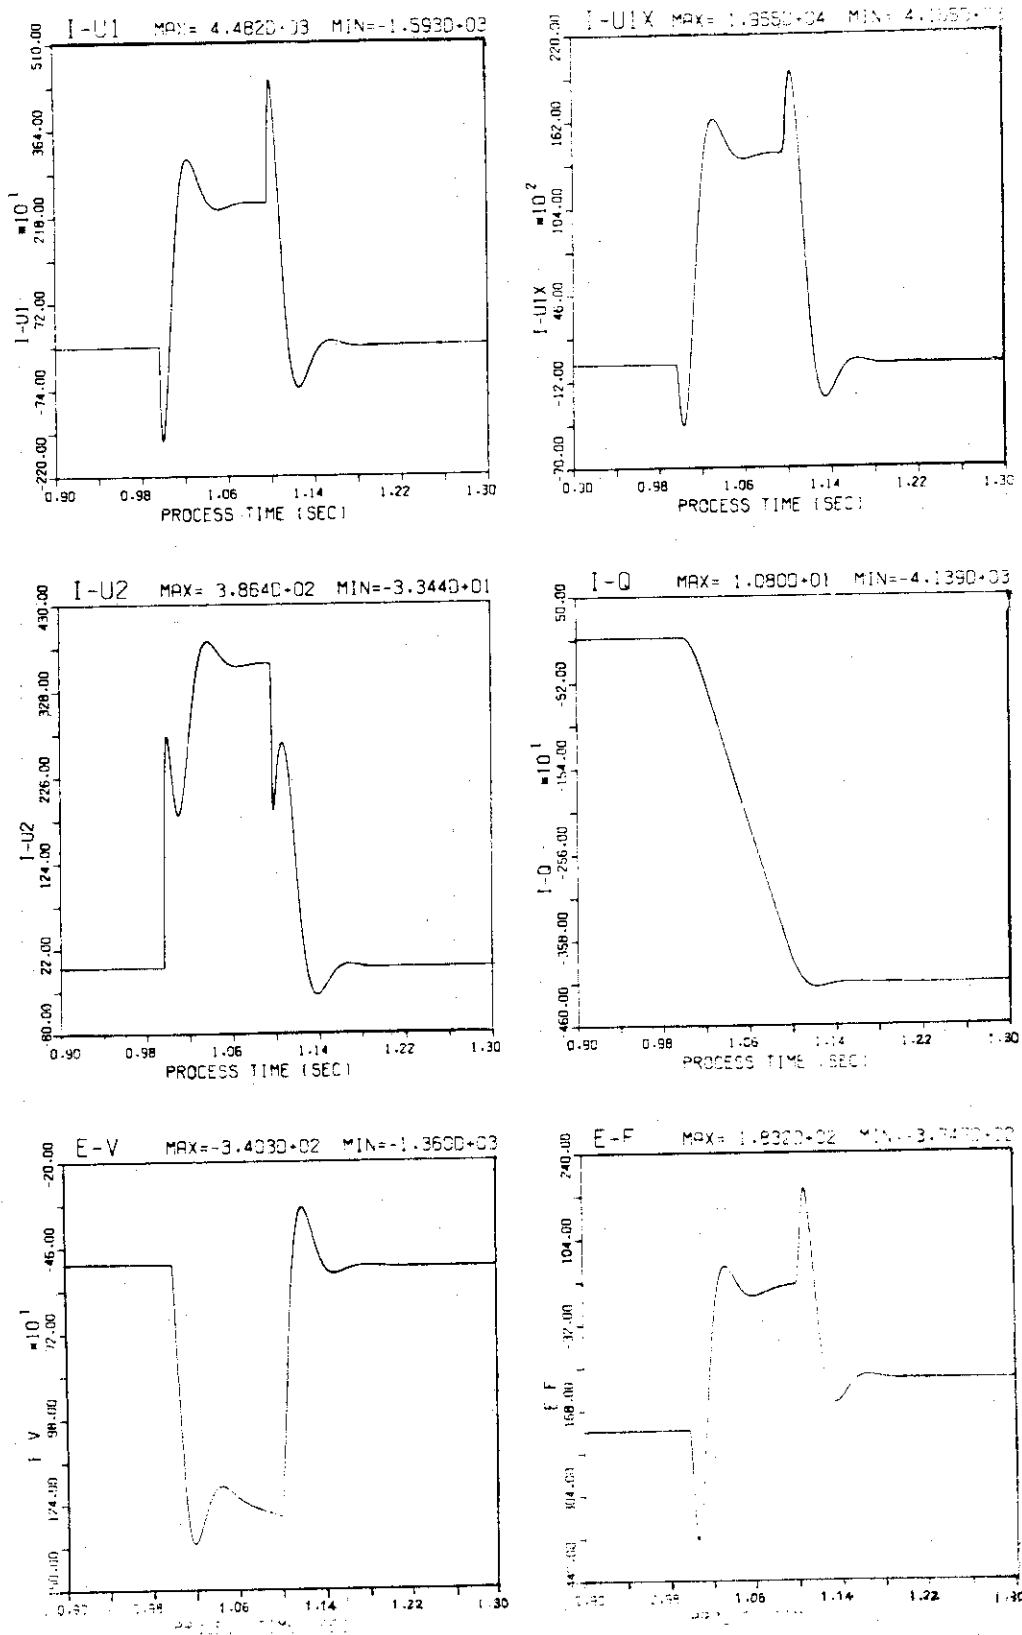 I-U1 MAX= 4.482D+03 MIN=-1.593D+03
510.00
364.00
218.00
72.00
-74.00
-220.00
I-U1 *10^1
0.90 0.98 1.06 1.14 1.22 1.30
PROCESS TIME (SEC)
I-U1X
220.00
162.00
104.00
46.00
-12.00
-70.00
I-U1X *10^2
0.90 0.98 1.06 1.14 1.22 1.30
PROCESS TIME (SEC)
I-U2 MAX= 3.864D+02 MIN=-3.344D+01
430.00
328.00
226.00
124.00
22.00
-80.00
I-U2
0.90 0.98 1.06 1.14 1.22 1.30
PROCESS TIME (SEC)
I-Q MAX= 1.080D+01 MIN=-4.139D+03
50.00
-52.00
-154.00
-256.00
-358.00
-460.00
I-Q *10^1
0.90 0.98 1.06 1.14 1.22 1.30
PROCESS TIME (SEC)
E-V MAX=-3.403D+02 MIN=-1.360D+03
-20.00
-46.00
-72.00
98.00
124.00
V *10^1
0.90 0.98 1.06 1.14 1.22 1.30
E-F MAX= 1.832D+02
240.00
104.00
-32.00
168.00
304.00
E F
0.98 1.06 1.14 1.22 1.30